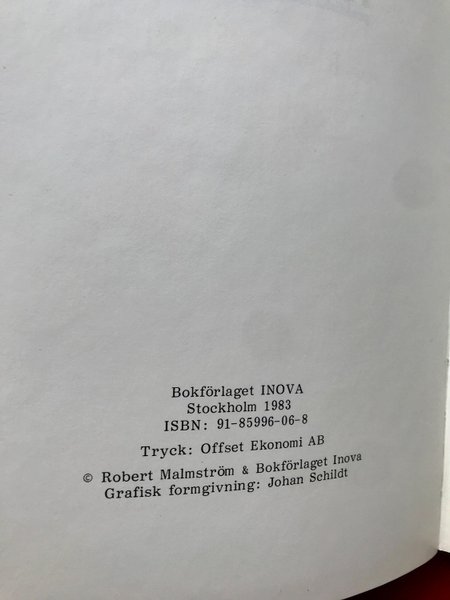 Bokförlaget INOVA
Stockholm 1983
ISBN: 91-85996-06-8
Tryck: Offset Ekonomi AB
© Robert Malmström & Bokförlaget Inova
Grafisk formgivning: Johan Schildt